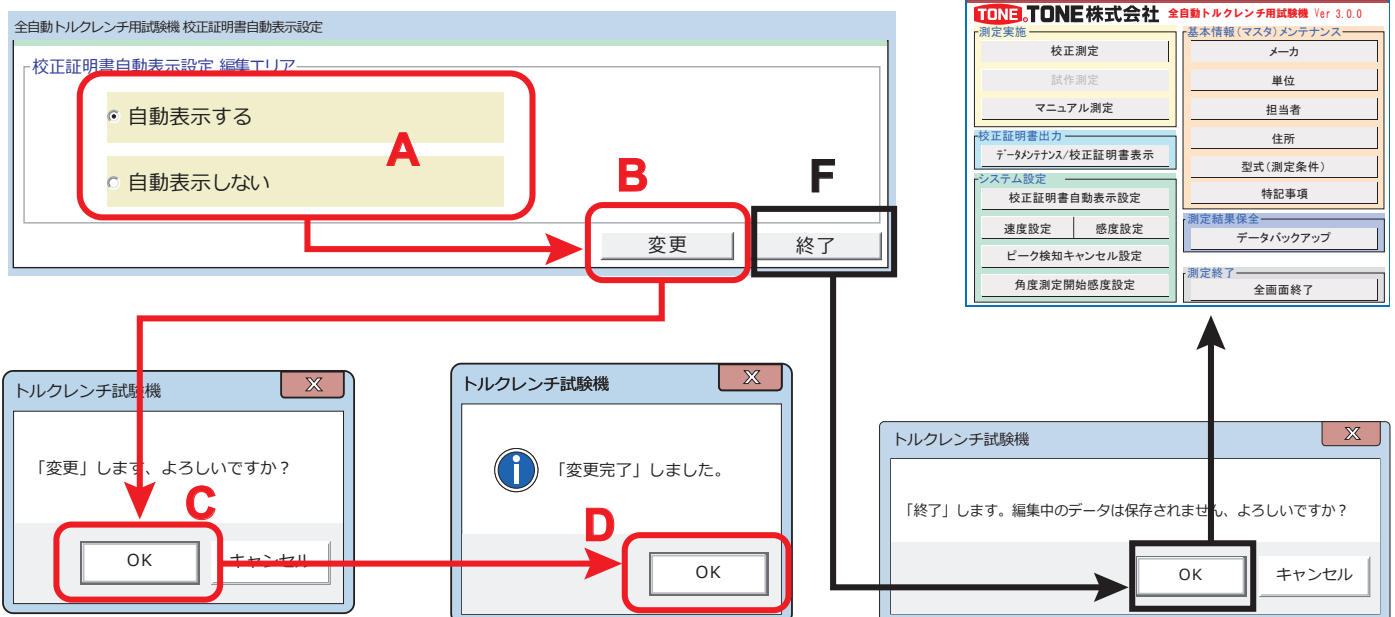 全自動トルクレンチ用試験機 校正証明書自動表示設定
校正証明書自動表示設定 編集エリア
自動表示する
A
自動表示しない
B
F
変更
終了
TONE®TONE株式会社 全自動トルクレンチ用試験機 Ver 3.0.0
測定実施
校正測定
試作測定
マニュアル測定
校正証明書出力
データメンテナンス/校正証明書表示
システム設定
校正証明書自動表示設定
速度設定
感度設定
ピーク検知キャンセル設定
角度測定開始感度設定
基本情報(マスタ)メンテナンス
メーカ
単位
担当者
住所
型式(測定条件)
特記事項
測定結果保全
データバックアップ
測定終了
全画面終了
トルクレンチ試験機
X
「変更」します、よろしいですか？
C
OK
キャンセル
トルクレンチ試験機
X
i
「変更完了」しました。
D
OK
トルクレンチ試験機
X
「終了」します。編集中のデータは保存されません、よろしいですか？
OK
キャンセル